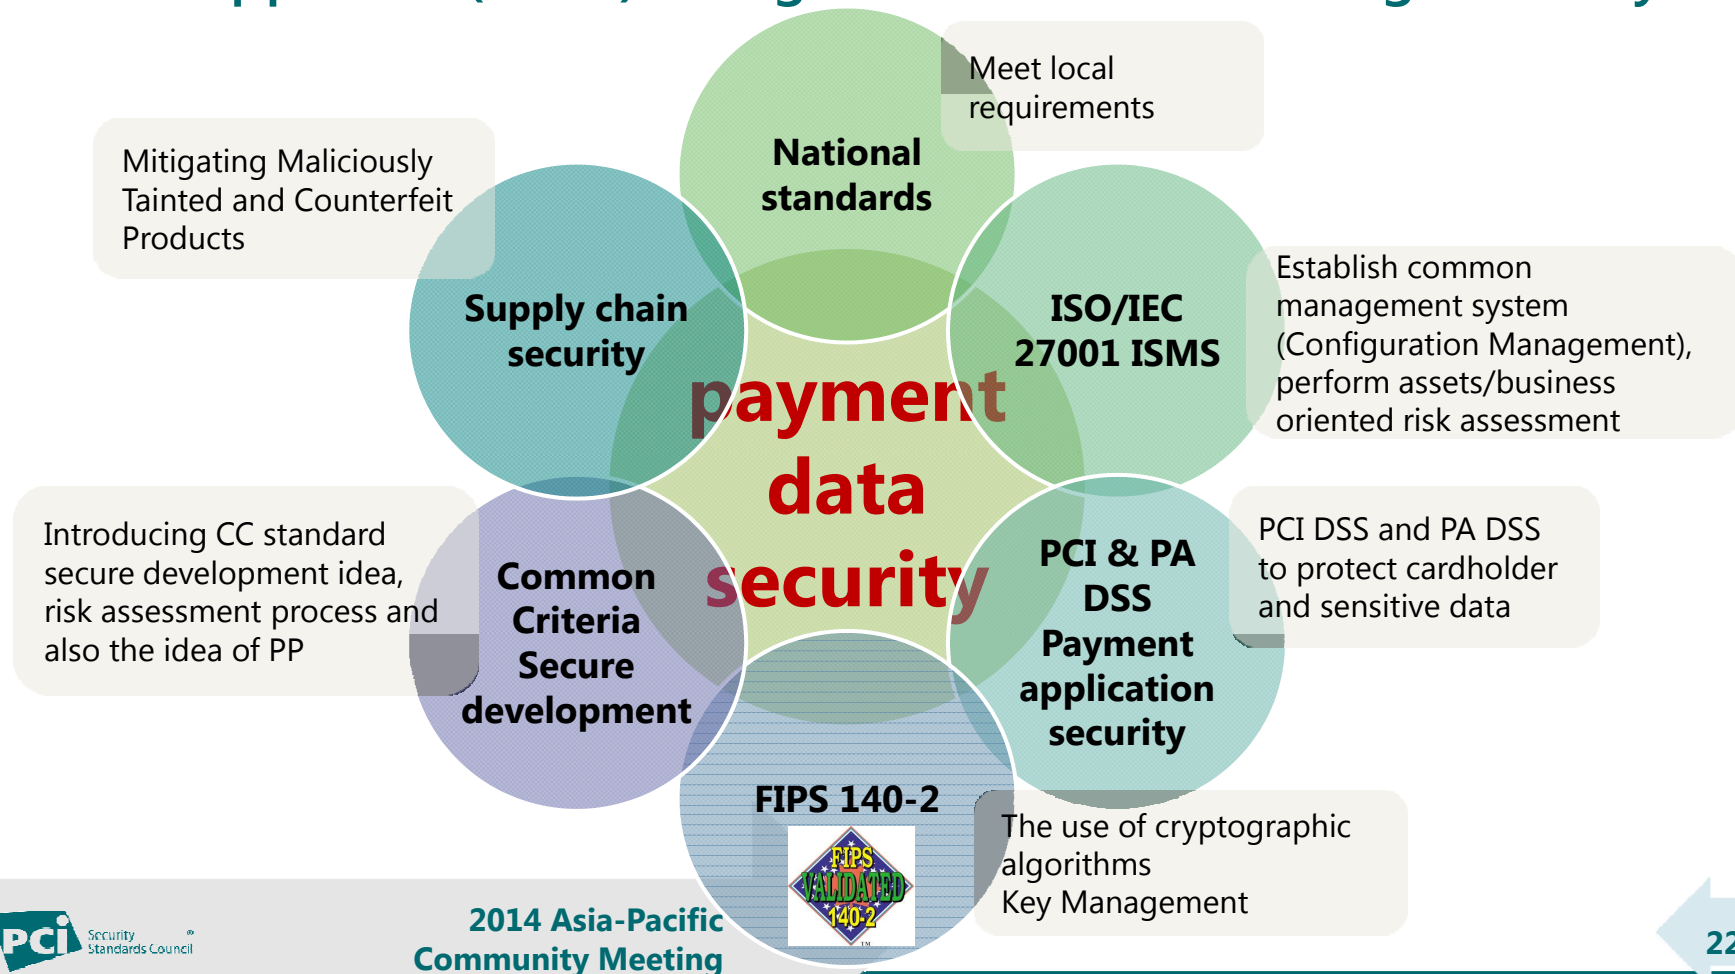 Meet local
requirements
National
standards
Mitigating Maliciously
Tainted and Counterfeit
Products
Supply chain
security
ISO/IEC
27001 ISMS
Establish common
management system
(Configuration Management),
perform assets/business
oriented risk assessment
payment
data
security
Introducing CC standard
secure development idea,
risk assessment process and
also the idea of PP
Common
Criteria
Secure
development
PCI & PA
DSS
Payment
application
security
PCI DSS and PA DSS
to protect cardholder
and sensitive data
FIPS 140-2
FIPS
VALIDATED
140-2
TM
The use of cryptographic
algorithms
Key Management
PCI Security ®
Standards Council
2014 Asia-Pacific
Community Meeting
22